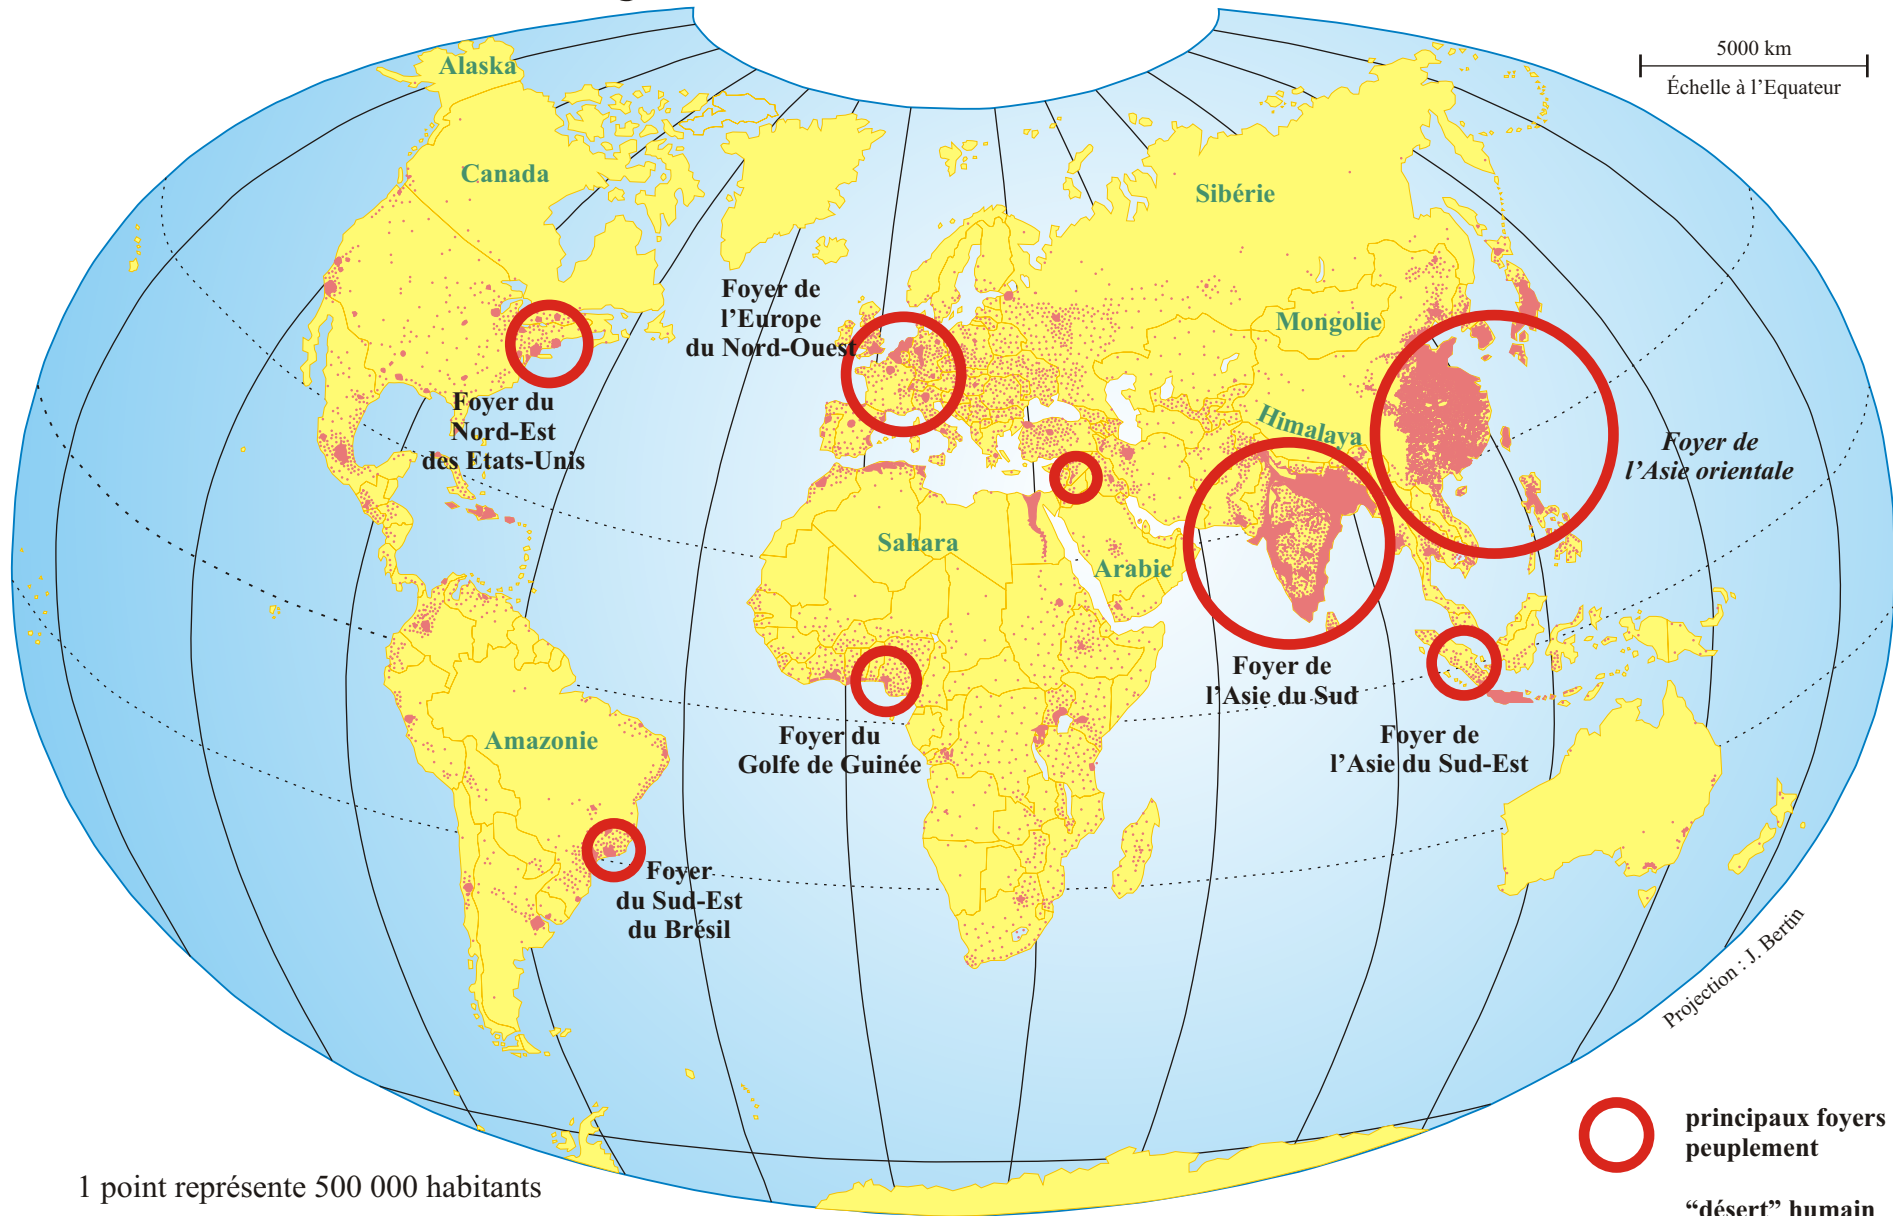 5000 km
Échelle à l’Equateur
Alaska
Canada
Sibérie
Foyer de
l’Europe
du Nord-Ouest
Mongolie
Foyer du
Nord-Est
des Etats-Unis
Himalaya
Foyer de
l’Asie orientale
Sahara
Arabie
Foyer de
l’Asie du Sud
Foyer du
Golfe de Guinée
Foyer de
l’Asie du Sud-Est
Amazonie
Foyer
du Sud-Est
du Brésil
Projection : J. Bertin
principaux foyers
peuplement
1 point représente 500 000 habitants
“désert” humain